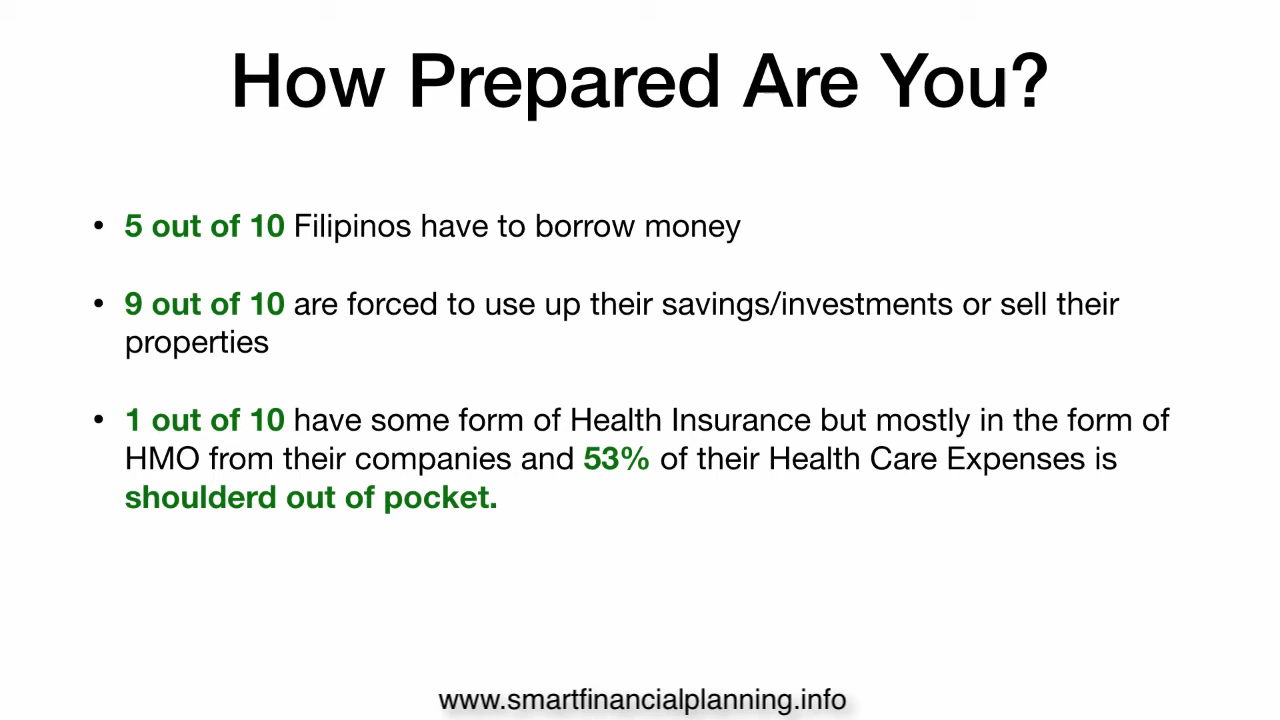 How Prepared Are You?
• 5 out of 10 Filipinos have to borrow money
• 9 out of 10 are forced to use up their savings/investments or sell their
properties
• 1 out of 10 have some form of Health Insurance but mostly in the form of
HMO from their companies and 53% of their Health Care Expenses is
shoulderd out of pocket.
www.smartfinancialplanning.info